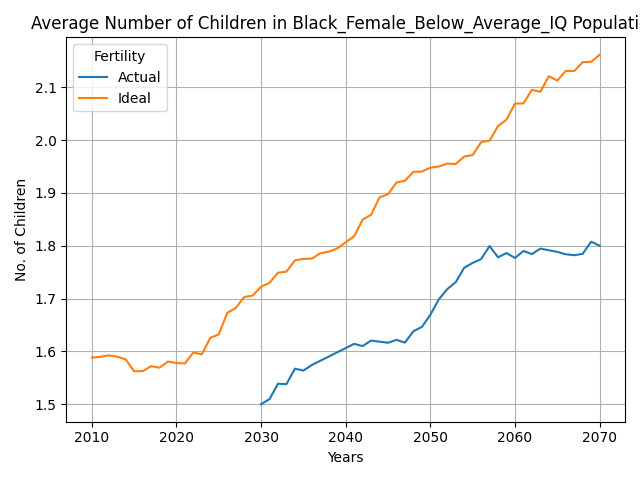 Average Number of Children in Black_Female_Below_Average_IQ Populati
Fertility
Actual
Ideal
2.1
2.0
1.9
1.8
1.7
1.6
1.5
No. of Children
2010 2020 2030 2040 2050 2060 2070
Years